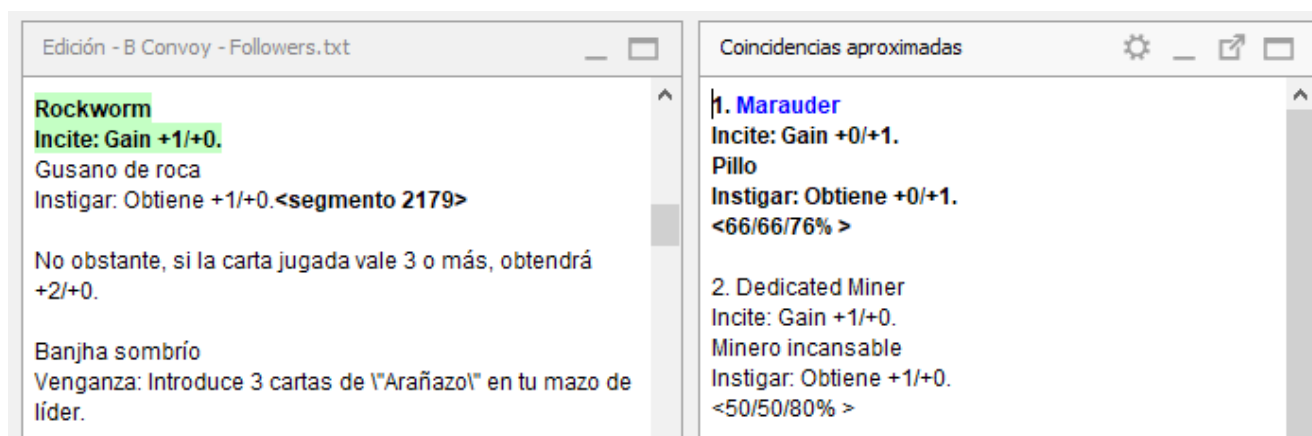 Edición - B Convoy - Followers.txt
Rockworm
Incite: Gain +1/+0.
Gusano de roca
Instigar: Obtiene +1/+0.<segmento 2179>
No obstante, si la carta jugada vale 3 o más, obtendrá
+2/+0.
Banjha sombrío
Venganza: Introduce 3 cartas de \"Arañazo\" en tu mazo de
líder.
Coincidencias aproximadas
1. Marauder
Incite: Gain +0/+1.
Pillo
Instigar: Obtiene +0/+1.
<66/66/76% >
2. Dedicated Miner
Incite: Gain +1/+0.
Minero incansable
Instigar: Obtiene +1/+0.
<50/50/80% >